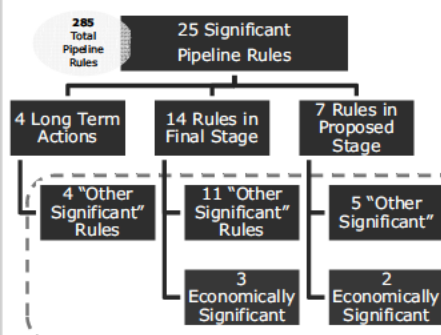 285
Total
Pipeline
Rules
25 Significant
Pipeline Rules
4 Long Term
Actions
14 Rules in
Final Stage
7 Rules in
Proposed
Stage
4 “Other
Significant”
Rules
11 “Other
Significant”
Rules
5 “Other
Significant”
3
Economically
Significant
2
Economically
Significant